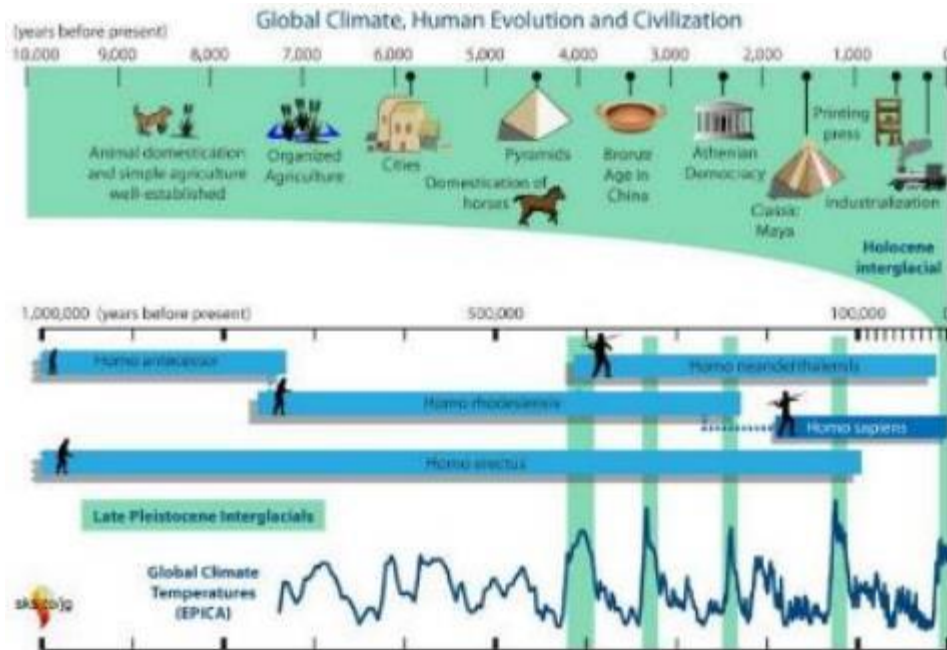 Global Climate, Human Evolution and Civilization
(years before present)
10,000 9,000 8,000 7,000 6,000 5,000 4,000 3,000 2,000 1,000 0
Animal domestication
and simple agriculture
well-established
Organized
Agriculture
Cities
Pyramids
Domestication of
horses
Bronze
Age in
China
Athenian
Democracy
Classic
Maya
Printing
press
Industrialization
Holocene
interglacial
1,000,000 (years before present) 500,000 100,000
Homo antecessor
Homo neanderthalensis
Homo rhodesiensis
Homo sapiens
Homo erectus
Late Pleistocene Interglacials
Global Climate
Temperatures
(EPICA)